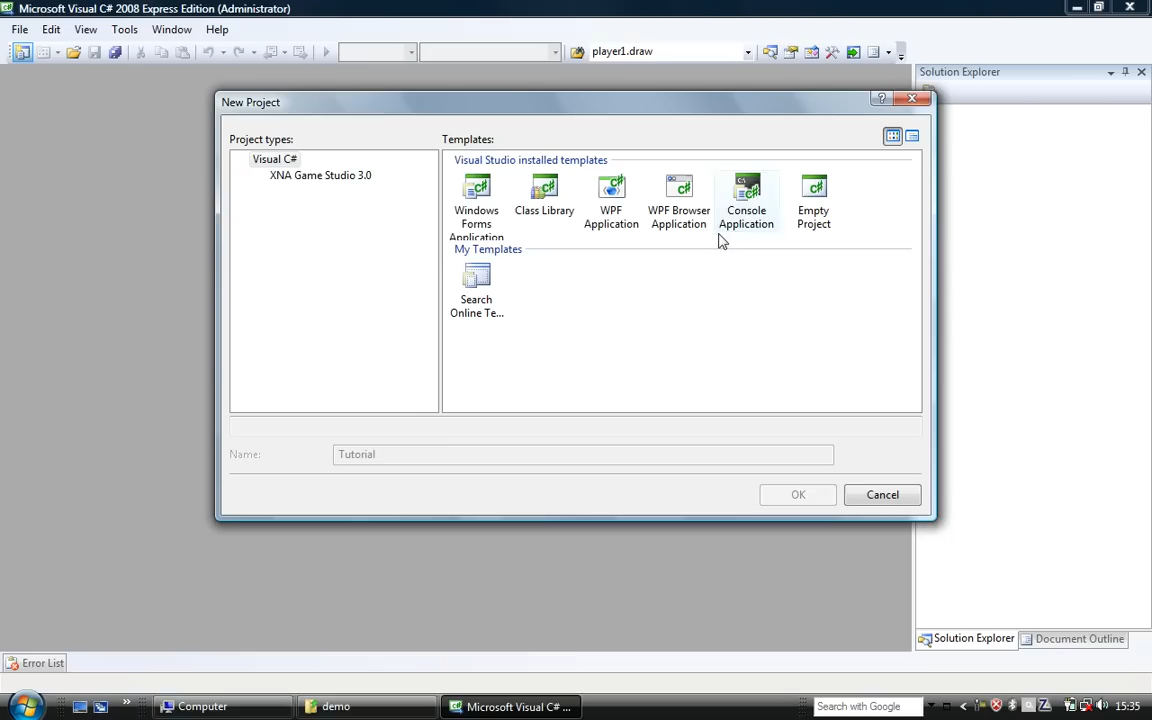 Microsoft Visual C# 2008 Express Edition (Administrator)
File Edit View Tools Window Help
player1.draw
Solution Explorer
New Project
Project types:
Templates:
Visual C#
XNA Game Studio 3.0
Visual Studio installed templates
Windows Forms Application
Class Library
WPF Application
WPF Browser Application
C:\
Console Application
Empty Project
My Templates
Search Online Te...
Name:
Tutorial
OK
Cancel
Solution Explorer
Document Outline
Error List
Computer
demo
Microsoft Visual C# ...
Search with Google
15:35